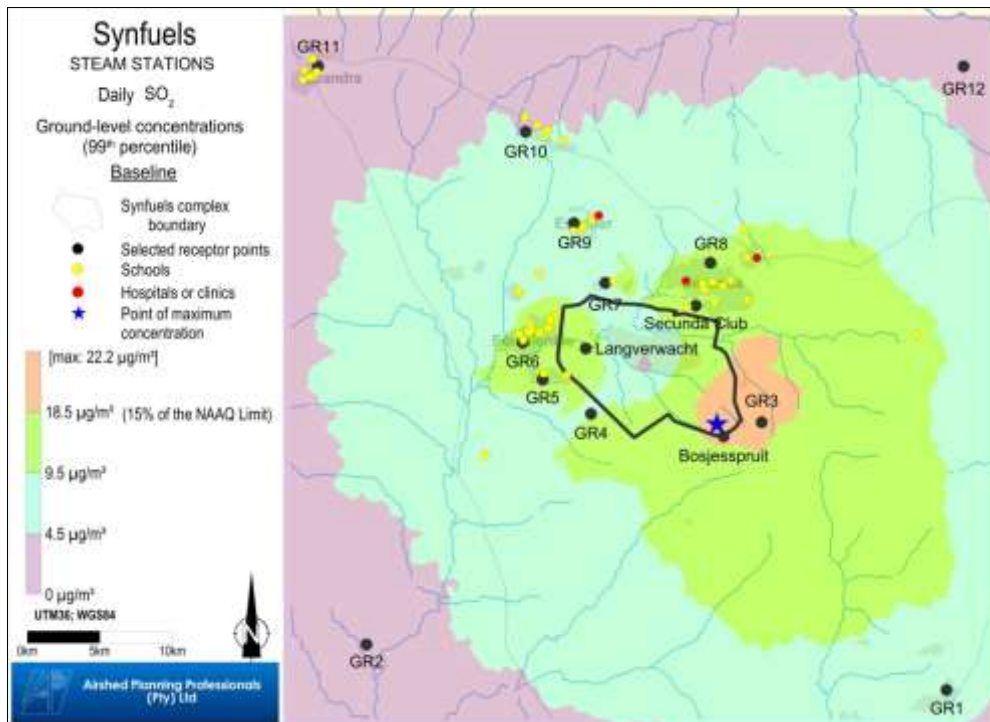 Synfuels
STEAM STATIONS
Daily SO₂
Ground-level concentrations
(99th percentile)
Baseline
Synfuels complex
boundary
Selected receptor points
Schools
Hospitals or clinics
Point of maximum
concentration
[max: 22.2 µg/m³]
18.5 µg/m³ (15% of the NAAQ Limit)
9.5 µg/m³
4.5 µg/m³
0 µg/m³
UTM36; WGS84
0km 5km 10km
N
Airshed Planning Professionals
(Pty) Ltd
GR11
GR12
GR10
GR9
GR8
GR7
Secunda Club
Langverwacht
GR6
GR5
GR4
GR3
Bosjesspruit
GR2
GR1